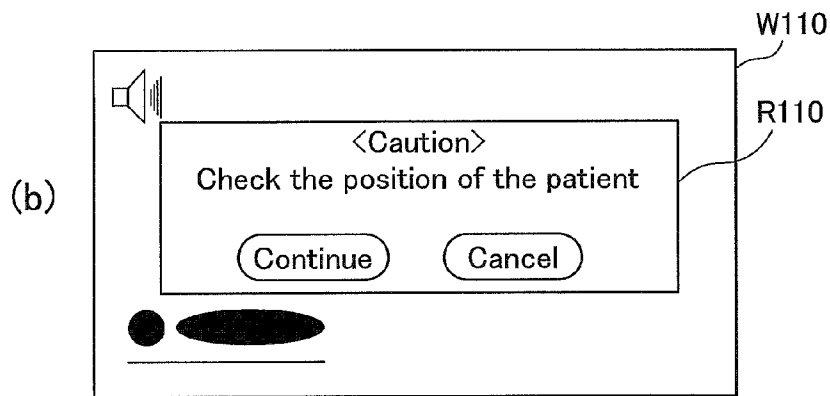 W110
R110
<Caution>
Check the position of the patient
(b)
Continue Cancel